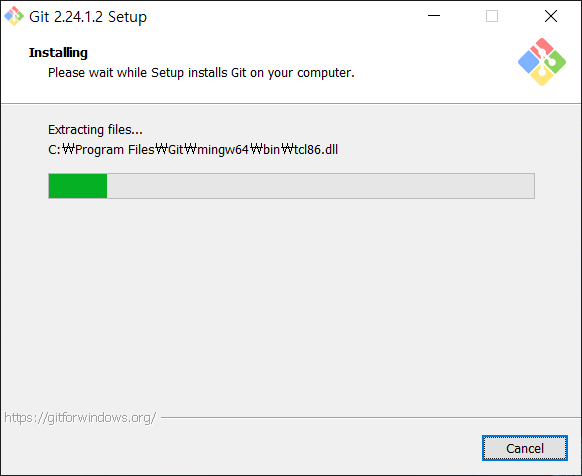 Git 2.24.1.2 Setup
Installing
Please wait while Setup installs Git on your computer.
Extracting files...
C:₩Program Files₩Git₩mingw64₩bin₩tcl86.dll
https://gitforwindows.org/
Cancel